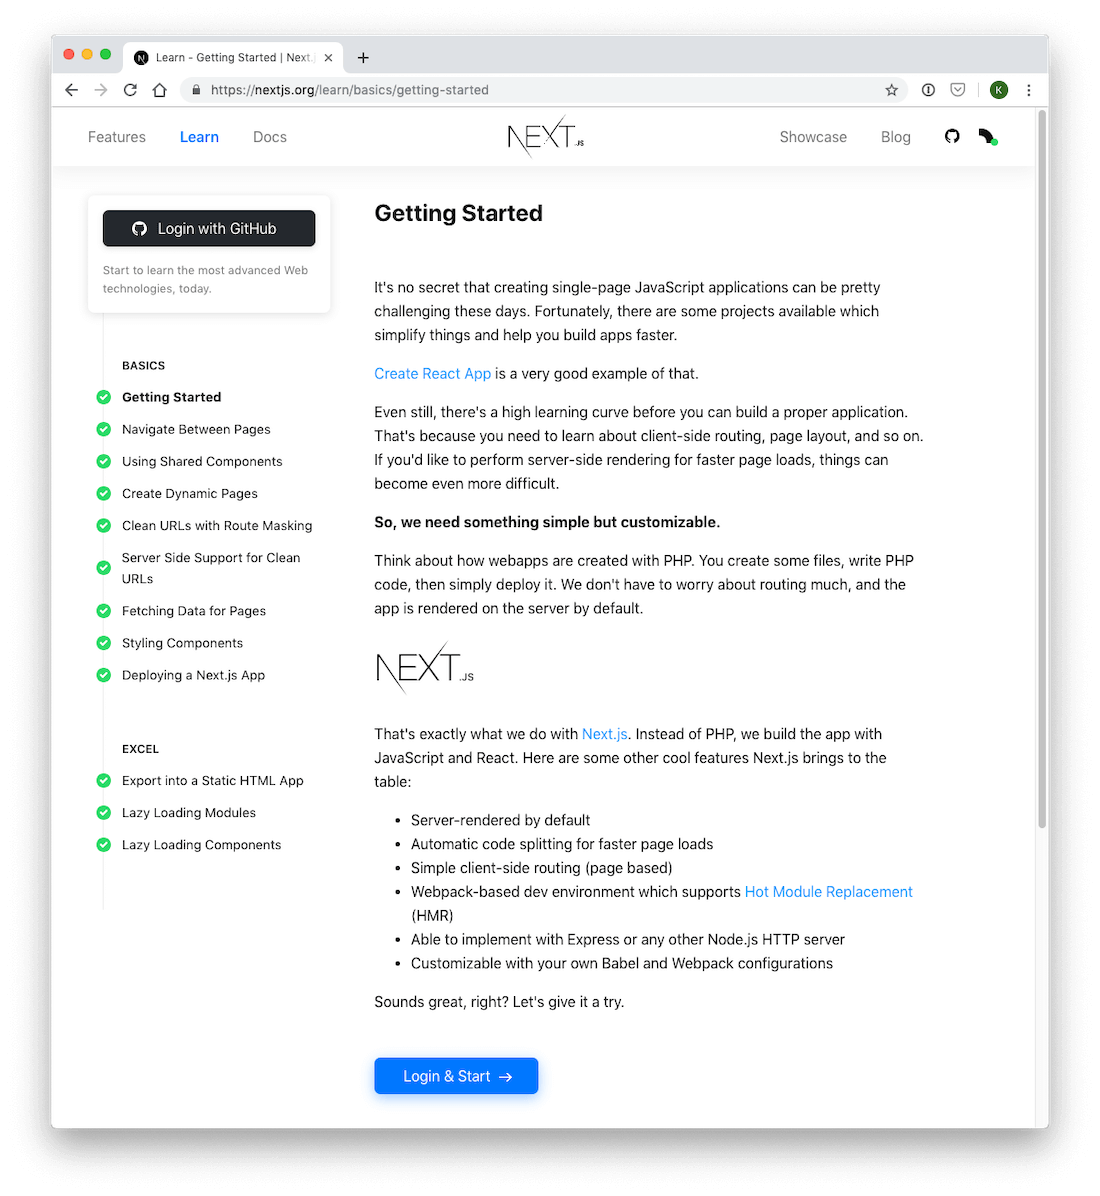 Learn - Getting Started | Next.
https://nextjs.org/learn/basics/getting-started
K
Features Learn Docs NEXT.JS Showcase Blog
Login with GitHub
Start to learn the most advanced Web
technologies, today.
BASICS
Getting Started
Navigate Between Pages
Using Shared Components
Create Dynamic Pages
Clean URLs with Route Masking
Server Side Support for Clean
URLs
Fetching Data for Pages
Styling Components
Deploying a Next.js App
EXCEL
Export into a Static HTML App
Lazy Loading Modules
Lazy Loading Components
Getting Started
It's no secret that creating single-page JavaScript applications can be pretty
challenging these days. Fortunately, there are some projects available which
simplify things and help you build apps faster.
Create React App is a very good example of that.
Even still, there's a high learning curve before you can build a proper application.
That's because you need to learn about client-side routing, page layout, and so on.
If you'd like to perform server-side rendering for faster page loads, things can
become even more difficult.
So, we need something simple but customizable.
Think about how webapps are created with PHP. You create some files, write PHP
code, then simply deploy it. We don't have to worry about routing much, and the
app is rendered on the server by default.
NEXT.JS
That's exactly what we do with Next.js. Instead of PHP, we build the app with
JavaScript and React. Here are some other cool features Next.js brings to the
table:
• Server-rendered by default
• Automatic code splitting for faster page loads
• Simple client-side routing (page based)
• Webpack-based dev environment which supports Hot Module Replacement
(HMR)
• Able to implement with Express or any other Node.js HTTP server
• Customizable with your own Babel and Webpack configurations
Sounds great, right? Let's give it a try.
Login & Start →